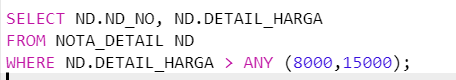 SELECT ND.ND_NO, ND.DETAIL_HARGA
FROM NOTA_DETAIL ND
WHERE ND.DETAIL_HARGA > ANY (8000,15000);